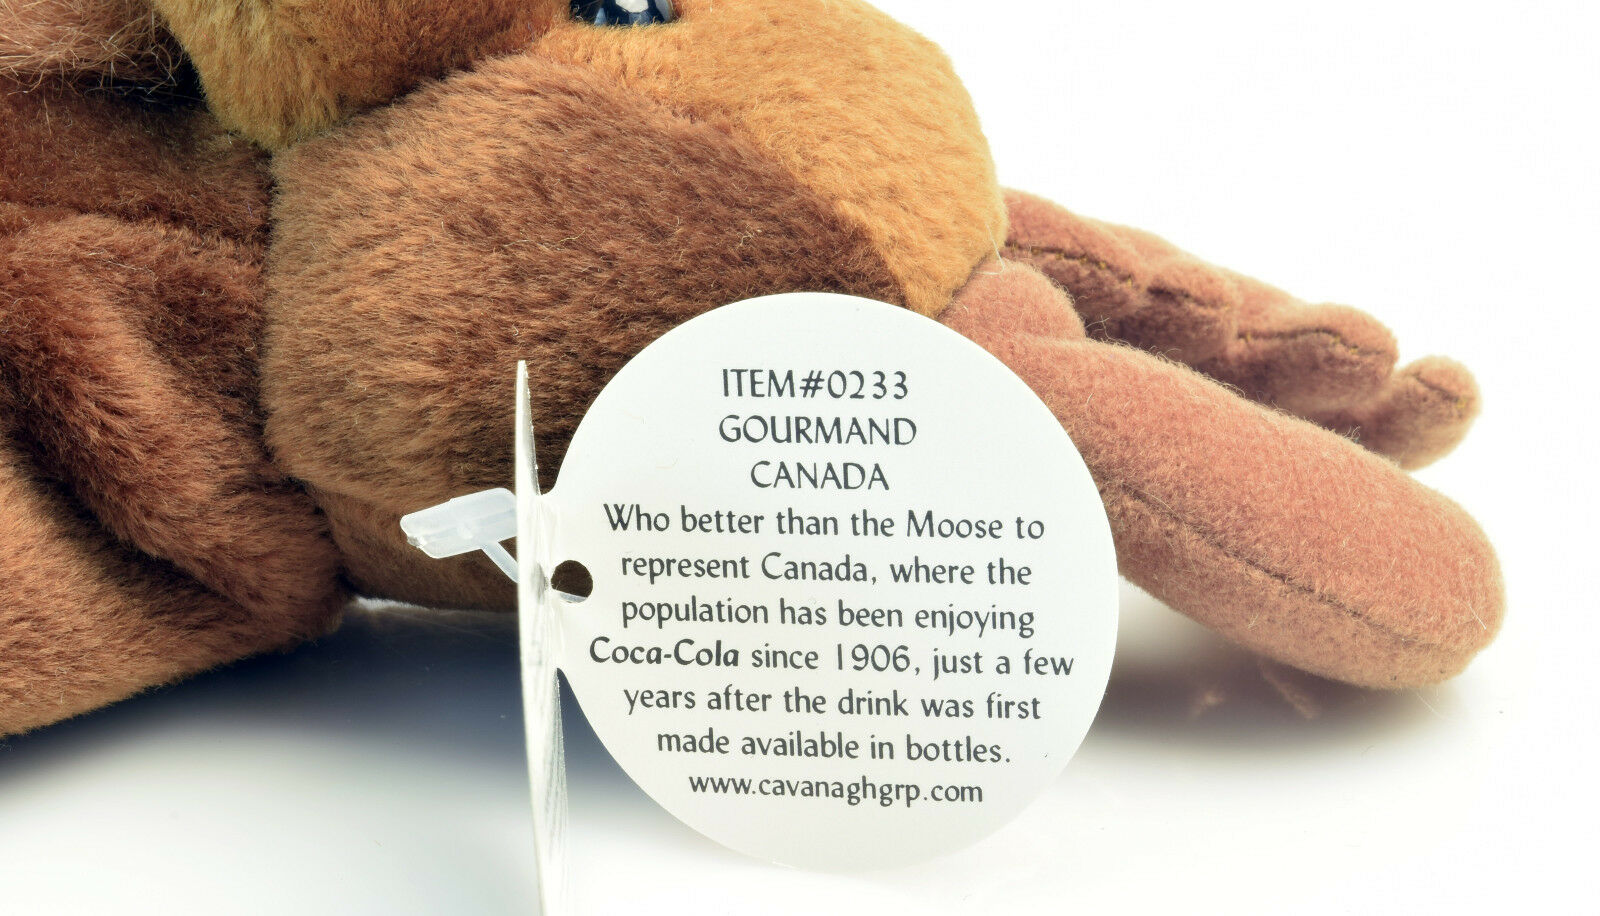 ITEM#0233
GOURMAND
CANADA
Who better than the Moose to
represent Canada, where the
population has been enjoying
Coca-Cola since 1906, just a few
years after the drink was first
made available in bottles.
www.cavanaghgrp.com